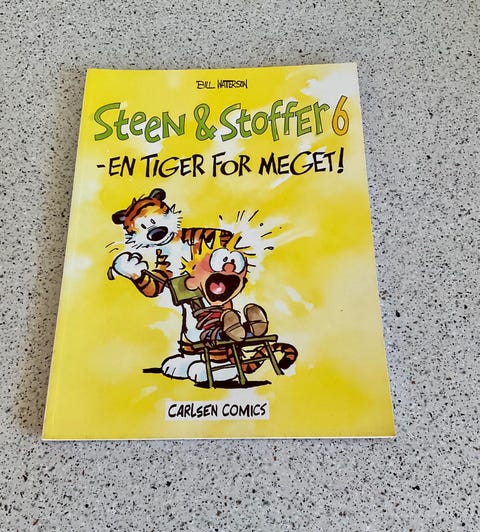 BILL WATTERSON
Steen & Stoffer 6
- EN TIGER FOR MEGET!
CARLSEN COMICS